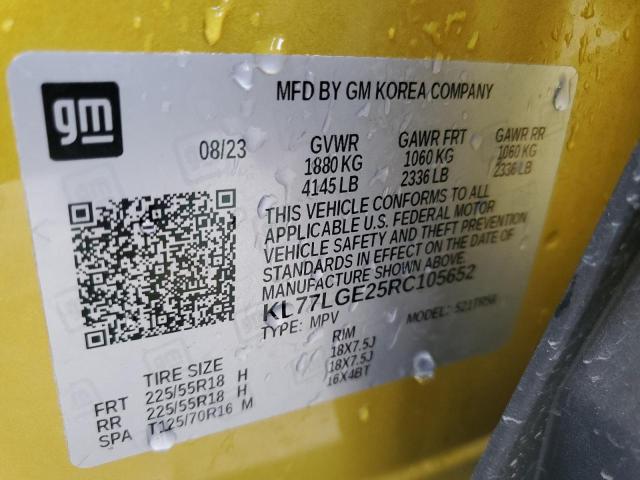 gm
MFD BY GM KOREA COMPANY
08/23
GVWR GAWR FRT GAWR RR
1880 KG 1060 KG 1060 KG
4145 LB 2336 LB 2336 LB
THIS VEHICLE CONFORMS TO ALL
APPLICABLE U.S. FEDERAL MOTOR
VEHICLE SAFETY AND THEFT PREVENTION
STANDARDS IN EFFECT ON THE DATE OF
MANUFACTURE SHOWN ABOVE.
KL77LGE25RC105652
TYPE: MPV MODEL:
TIRE SIZE RIM
FRT 225/55R18 H 18X7.5J
RR 225/55R18 H 18X7.5J
SPA T125/70R16 M 16X4BT